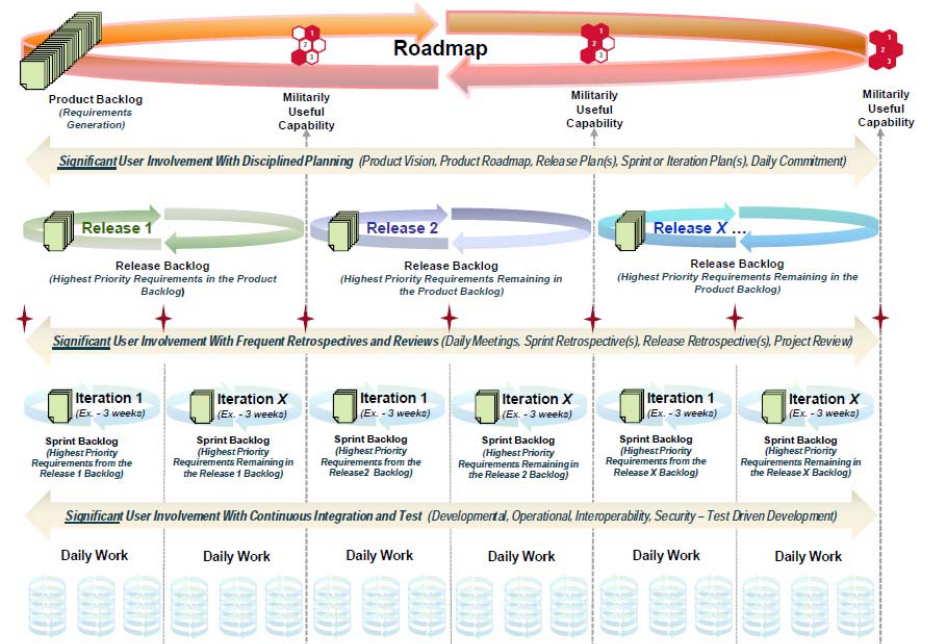 Roadmap
1
2
3
1
2
3
1
2
3
Product Backlog
(Requirements
Generation)
Militarily
Useful
Capability
Militarily
Useful
Capability
Militarily
Useful
Capability
Significant User Involvement With Disciplined Planning (Product Vision, Product Roadmap, Release Plan(s), Sprint or Iteration Plan(s), Daily Commitment)
Release 1
Release Backlog
(Highest Priority Requirements in the Product
Backlog)
Release 2
Release Backlog
(Highest Priority Requirements Remaining in
the Product Backlog)
Release X ...
Release Backlog
(Highest Priority Requirements Remaining in the
Product Backlog)
Significant User Involvement With Frequent Retrospectives and Reviews (Daily Meetings, Sprint Retrospective(s), Release Retrospective(s), Project Review)
Iteration 1
(Ex. - 3 weeks)
Sprint Backlog
(Highest Priority
Requirements from the
Release 1 Backlog)
Iteration X
(Ex. - 3 weeks)
Sprint Backlog
(Highest Priority
Requirements Remaining in
the Release 1 Backlog)
Iteration 1
(Ex. - 3 weeks)
Sprint Backlog
(Highest Priority
Requirements from the
Release2 Backlog)
Iteration X
(Ex. - 3 weeks)
Sprint Backlog
(Highest Priority
Requirements Remaining in
the Release 2 Backlog)
Iteration 1
(Ex. - 3 weeks)
Sprint Backlog
(Highest Priority
Requirements from the
Release X Backlog)
Iteration X
(Ex. - 3 weeks)
Sprint Backlog
(Highest Priority
Requirements Remaining in
the Release X Backlog)
Significant User Involvement With Continuous Integration and Test (Developmental, Operational, Interoperability, Security – Test Driven Development)
Daily Work
Daily Work
Daily Work
Daily Work
Daily Work
Daily Work